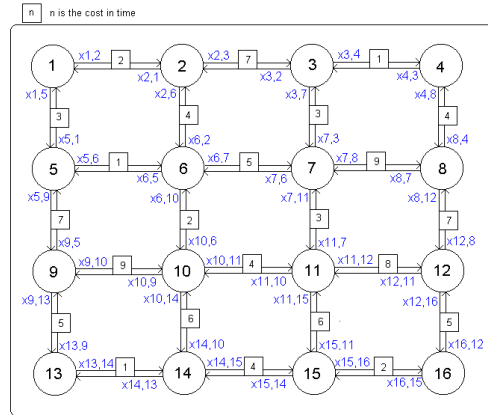 n n is the cost in time
1 x1,2 2 x2,1 2 x2,3 7 x3,2 3 x3,4 1 x4,3 4
x1,5 x2,6 x3,7 x4,8
3 4 3 4
x5,1 x6,2 x7,3 x8,4
5 x5,6 1 x6,5 6 x6,7 5 x7,6 7 x7,8 9 x8,7 8
x5,9 x6,10 x7,11 x8,12
7 2 3 7
x9,5 x10,6 x11,7 x12,8
9 x9,10 9 x10,9 10 x10,11 4 x11,10 11 x11,12 8 x12,11 12
x9,13 x10,14 x11,15 x12,16
5 6 6 5
x13,9 x14,10 x15,11 x16,12
13 x13,14 1 x14,13 14 x14,15 4 x15,14 15 x15,16 2 x16,15 16